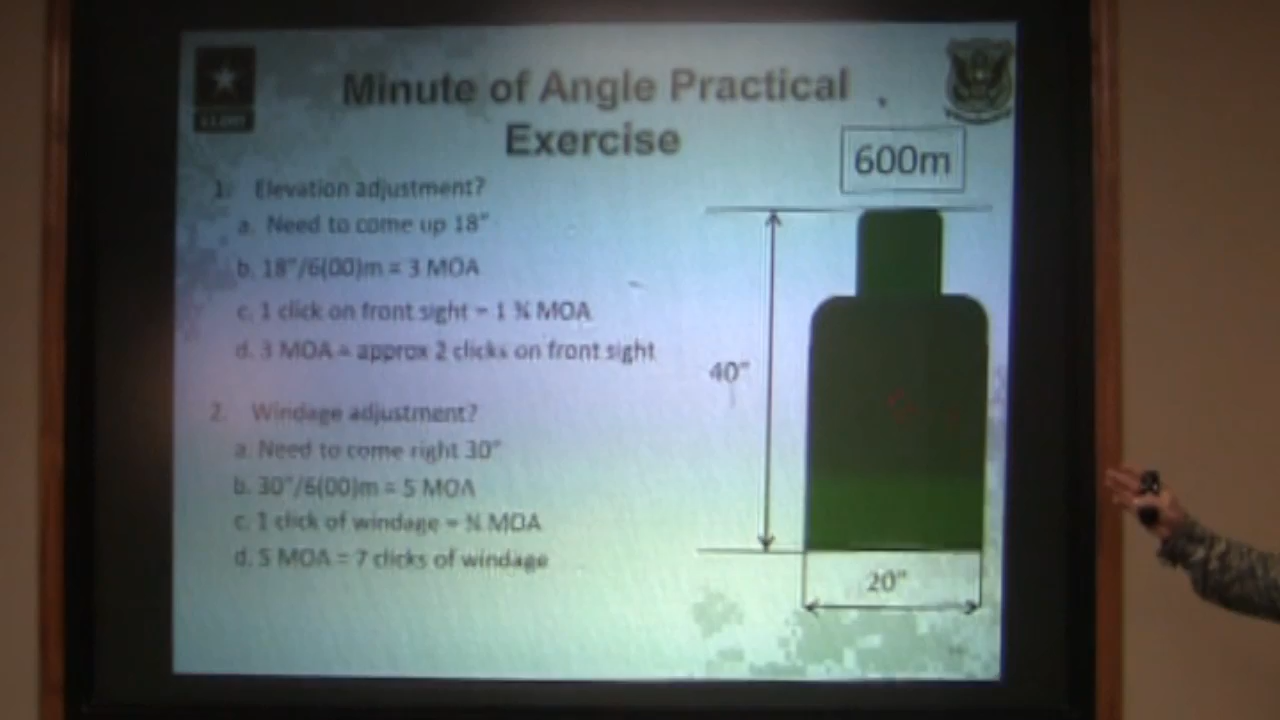 Minute of Angle Practical
Exercise
600m
1. Elevation adjustment?
a. Need to come up 18"
b. 18"/6(00)m = 3 MOA
c. 1 click on front sight = 1 ¾ MOA
d. 3 MOA = approx 2 clicks on front sight
40"
2. Windage adjustment?
a. Need to come right 30"
b. 30"/6(00)m = 5 MOA
c. 1 click of windage = ¾ MOA
d. 5 MOA = 7 clicks of windage
20"